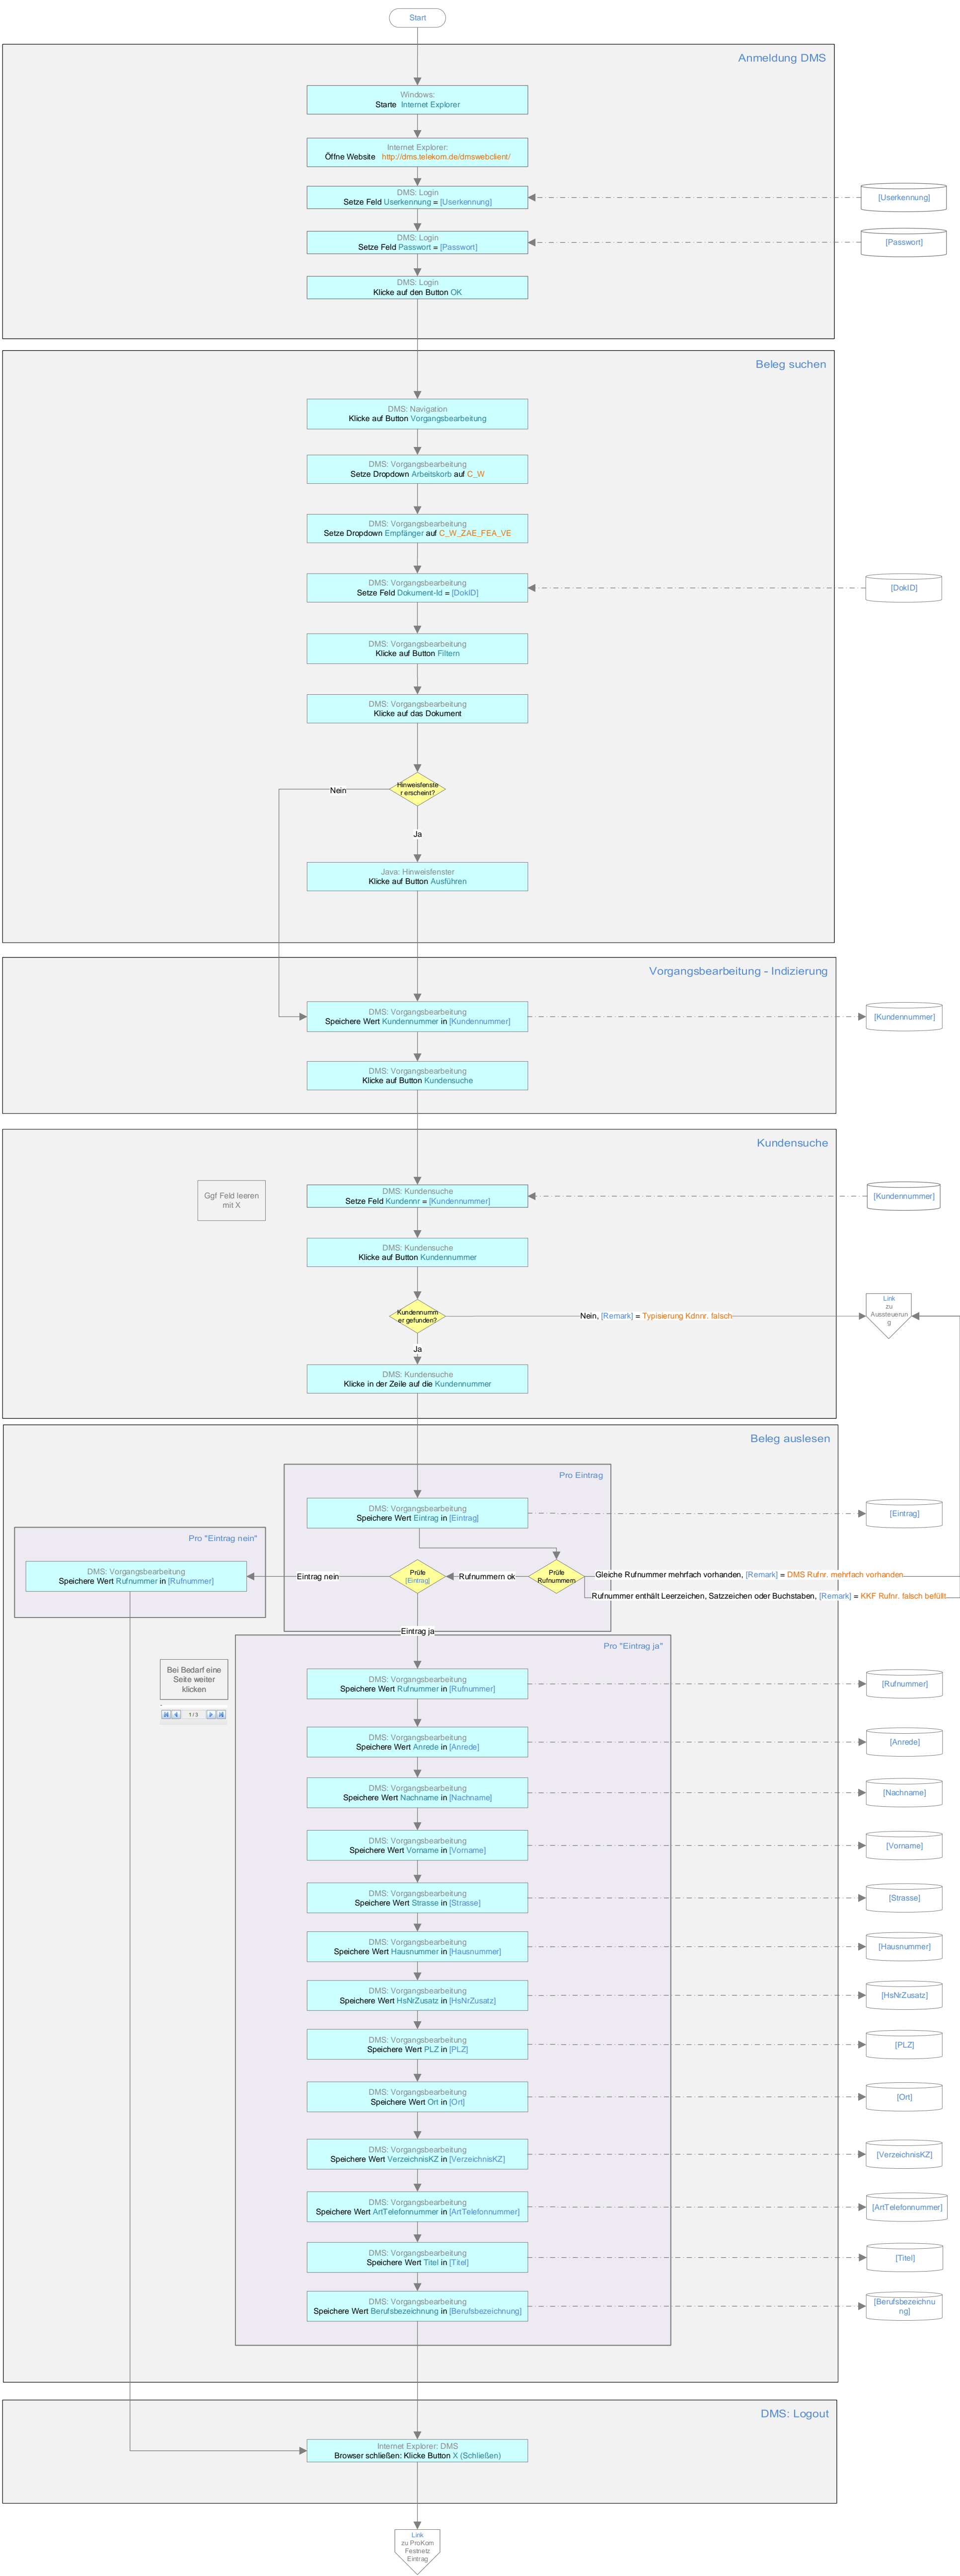 Start
Anmeldung DMS
Windows:
Starte Internet Explorer
Internet Explorer:
Öffne Website http://dms.telekom.de/dmswebclient/
DMS: Login
Setze Feld Userkennung = [Userkennung]
[Userkennung]
DMS: Login
Setze Feld Passwort = [Passwort]
[Passwort]
DMS: Login
Klicke auf den Button OK
Beleg suchen
DMS: Navigation
Klicke auf Button Vorgangsbearbeitung
DMS: Vorgangsbearbeitung
Setze Dropdown Arbeitskorb auf C_W
DMS: Vorgangsbearbeitung
Setze Dropdown Empfänger auf C_W_ZAE_FEA_VE
DMS: Vorgangsbearbeitung
Setze Feld Dokument-Id = [DokID]
[DokID]
DMS: Vorgangsbearbeitung
Klicke auf Button Filtern
DMS: Vorgangsbearbeitung
Klicke auf das Dokument
Hinweisfenste
r erscheint?
Nein
Ja
Java: Hinweisfenster
Klicke auf Button Ausführen
Vorgangsbearbeitung - Indizierung
DMS: Vorgangsbearbeitung
Speichere Wert Kundennummer in [Kundennummer]
[Kundennummer]
DMS: Vorgangsbearbeitung
Klicke auf Button Kundensuche
Kundensuche
Ggf Feld leeren
mit X
DMS: Kundensuche
Setze Feld Kundennr = [Kundennummer]
[Kundennummer]
DMS: Kundensuche
Klicke auf Button Kundennummer
Kundennumm
er gefunden?
Nein, [Remark] = Typisierung Kdnnr. falsch
Link
zu
Aussteuerun
g
Ja
DMS: Kundensuche
Klicke in der Zeile auf die Kundennummer
Beleg auslesen
Pro Eintrag
DMS: Vorgangsbearbeitung
Speichere Wert Eintrag in [Eintrag]
[Eintrag]
Pro "Eintrag nein"
DMS: Vorgangsbearbeitung
Speichere Wert Rufnummer in [Rufnummer]
Eintrag nein
Prüfe
[Eintrag]
Rufnummern ok
Prüfe
Rufnummern
Gleiche Rufnummer mehrfach vorhanden, [Remark] = DMS Rufnr. mehrfach vorhanden
Rufnummer enthält Leerzeichen, Satzzeichen oder Buchstaben, [Remark] = KKF Rufnr. falsch befüllt
Eintrag ja
Pro "Eintrag ja"
Bei Bedarf eine
Seite weiter
klicken
1 / 3
DMS: Vorgangsbearbeitung
Speichere Wert Rufnummer in [Rufnummer]
[Rufnummer]
DMS: Vorgangsbearbeitung
Speichere Wert Anrede in [Anrede]
[Anrede]
DMS: Vorgangsbearbeitung
Speichere Wert Nachname in [Nachname]
[Nachname]
DMS: Vorgangsbearbeitung
Speichere Wert Vorname in [Vorname]
[Vorname]
DMS: Vorgangsbearbeitung
Speichere Wert Strasse in [Strasse]
[Strasse]
DMS: Vorgangsbearbeitung
Speichere Wert Hausnummer in [Hausnummer]
[Hausnummer]
DMS: Vorgangsbearbeitung
Speichere Wert HsNrZusatz in [HsNrZusatz]
[HsNrZusatz]
DMS: Vorgangsbearbeitung
Speichere Wert PLZ in [PLZ]
[PLZ]
DMS: Vorgangsbearbeitung
Speichere Wert Ort in [Ort]
[Ort]
DMS: Vorgangsbearbeitung
Speichere Wert VerzeichnisKZ in [VerzeichnisKZ]
[VerzeichnisKZ]
DMS: Vorgangsbearbeitung
Speichere Wert ArtTelefonnummer in [ArtTelefonnummer]
[ArtTelefonnummer]
DMS: Vorgangsbearbeitung
Speichere Wert Titel in [Titel]
[Titel]
DMS: Vorgangsbearbeitung
Speichere Wert Berufsbezeichnung in [Berufsbezeichnung]
[Berufsbezeichnu
ng]
DMS: Logout
Internet Explorer: DMS
Browser schließen: Klicke Button X (Schließen)
Link
zu ProKom
Festnetz
Eintrag